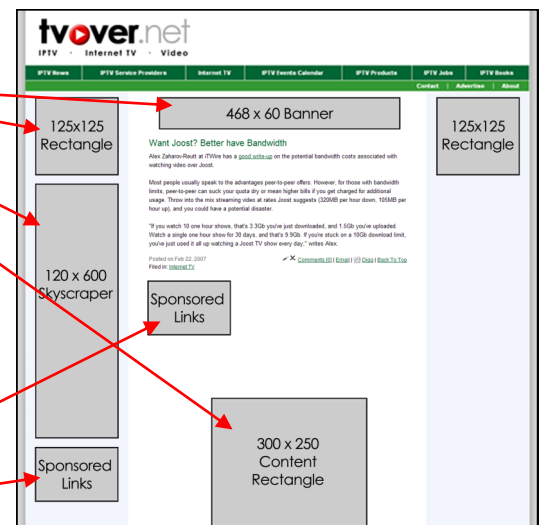 tvover.net
IPTV · Internet TV · Video
IPTV News IPTV Service Providers Internet TV IPTV Events Calendar IPTV Products IPTV Jobs IPTV Books
Contact | Advertise | About
125x125
Rectangle
468 x 60 Banner
125x125
Rectangle
Want Joost? Better have Bandwidth
Alex Zaharov-Reutt at iTWire has a good write-up on the potential bandwidth costs associated with
watching video over Joost.
Most people usually speak to the advantages peer-to-peer offers. However, for those with bandwidth
limits, peer-to-peer can suck your quota dry or mean higher bills if you get charged for additional
usage. Throw into the mix streaming video at rates Joost suggests (320MB per hour down, 105MB per
hour up), and you could have a potential disaster.
"If you watch 10 one hour shows, that's 3.3Gb you've just downloaded, and 1.5Gb you've uploaded.
Watch a single one hour show for 30 days, and that's 9.9Gb. If you're stuck on a 10Gb download limit,
you've just used it all up watching a Joost TV show every day," writes Alex.
Posted on Feb 22, 2007
Comments (0) | Email | Digg | Back To Top
Filed in: Internet TV
120 x 600
Skyscraper
Sponsored
Links
300 x 250
Content
Rectangle
Sponsored
Links